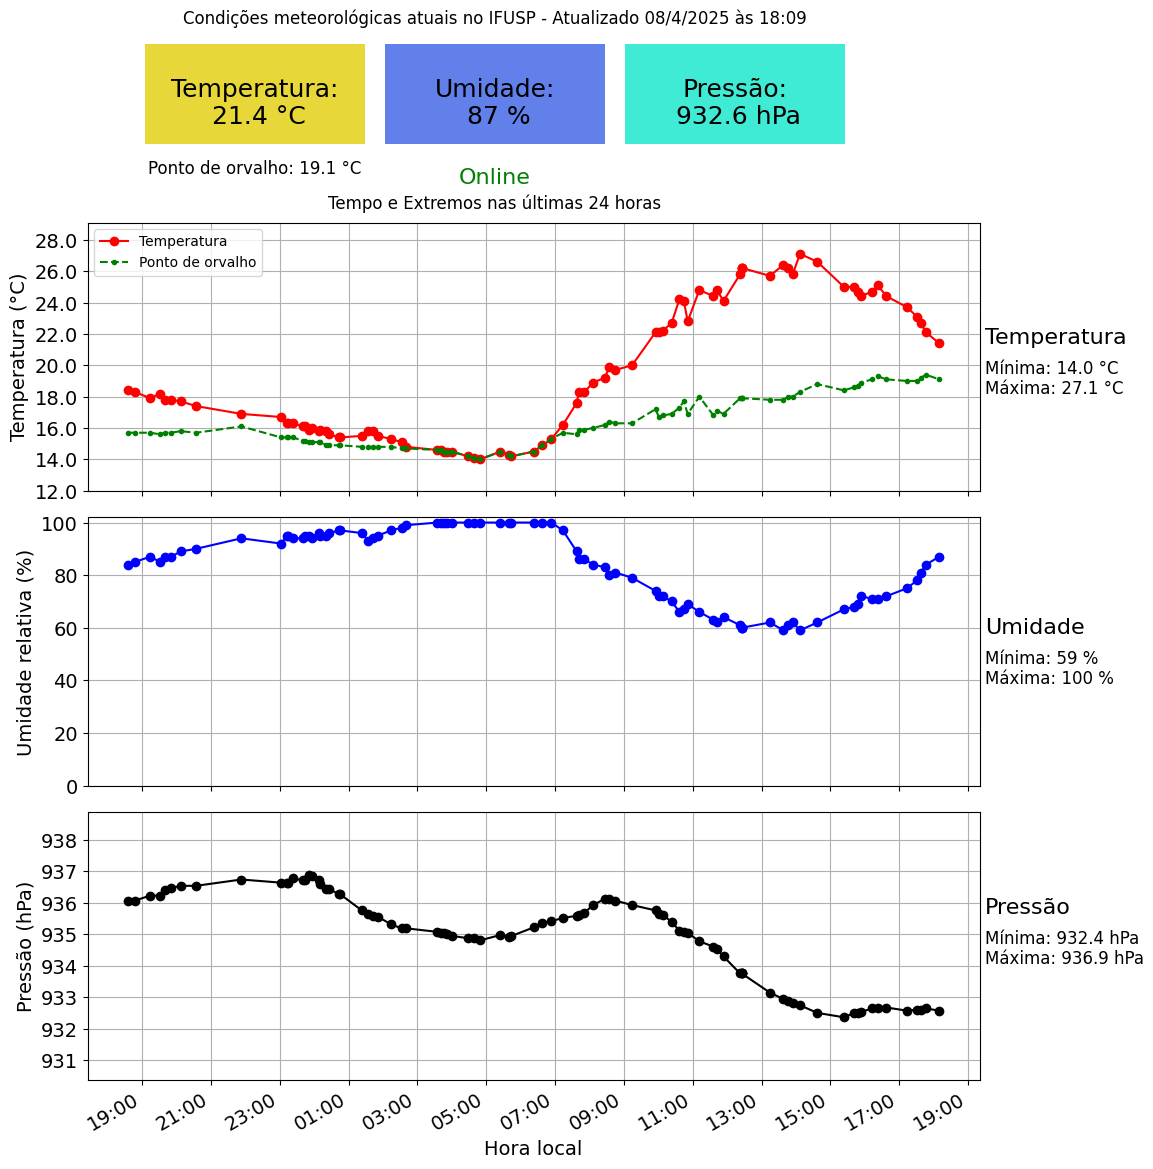 Condições meteorológicas atuais no IFUSP - Atualizado 08/4/2025 às 18:09
Temperatura:
21.4 °C
Umidade:
87 %
Pressão:
932.6 hPa
Ponto de orvalho: 19.1 °C
Online
Tempo e Extremos nas últimas 24 horas
Temperatura
Ponto de orvalho
Temperatura (°C)
28.0
26.0
24.0
22.0
20.0
18.0
16.0
14.0
12.0
Temperatura
Mínima: 14.0 °C
Máxima: 27.1 °C
Umidade relativa (%)
100
80
60
40
20
0
Umidade
Mínima: 59 %
Máxima: 100 %
Pressão (hPa)
938
937
936
935
934
933
932
931
Pressão
Mínima: 932.4 hPa
Máxima: 936.9 hPa
19:00
21:00
23:00
01:00
03:00
05:00
07:00
09:00
11:00
13:00
15:00
17:00
19:00
Hora local